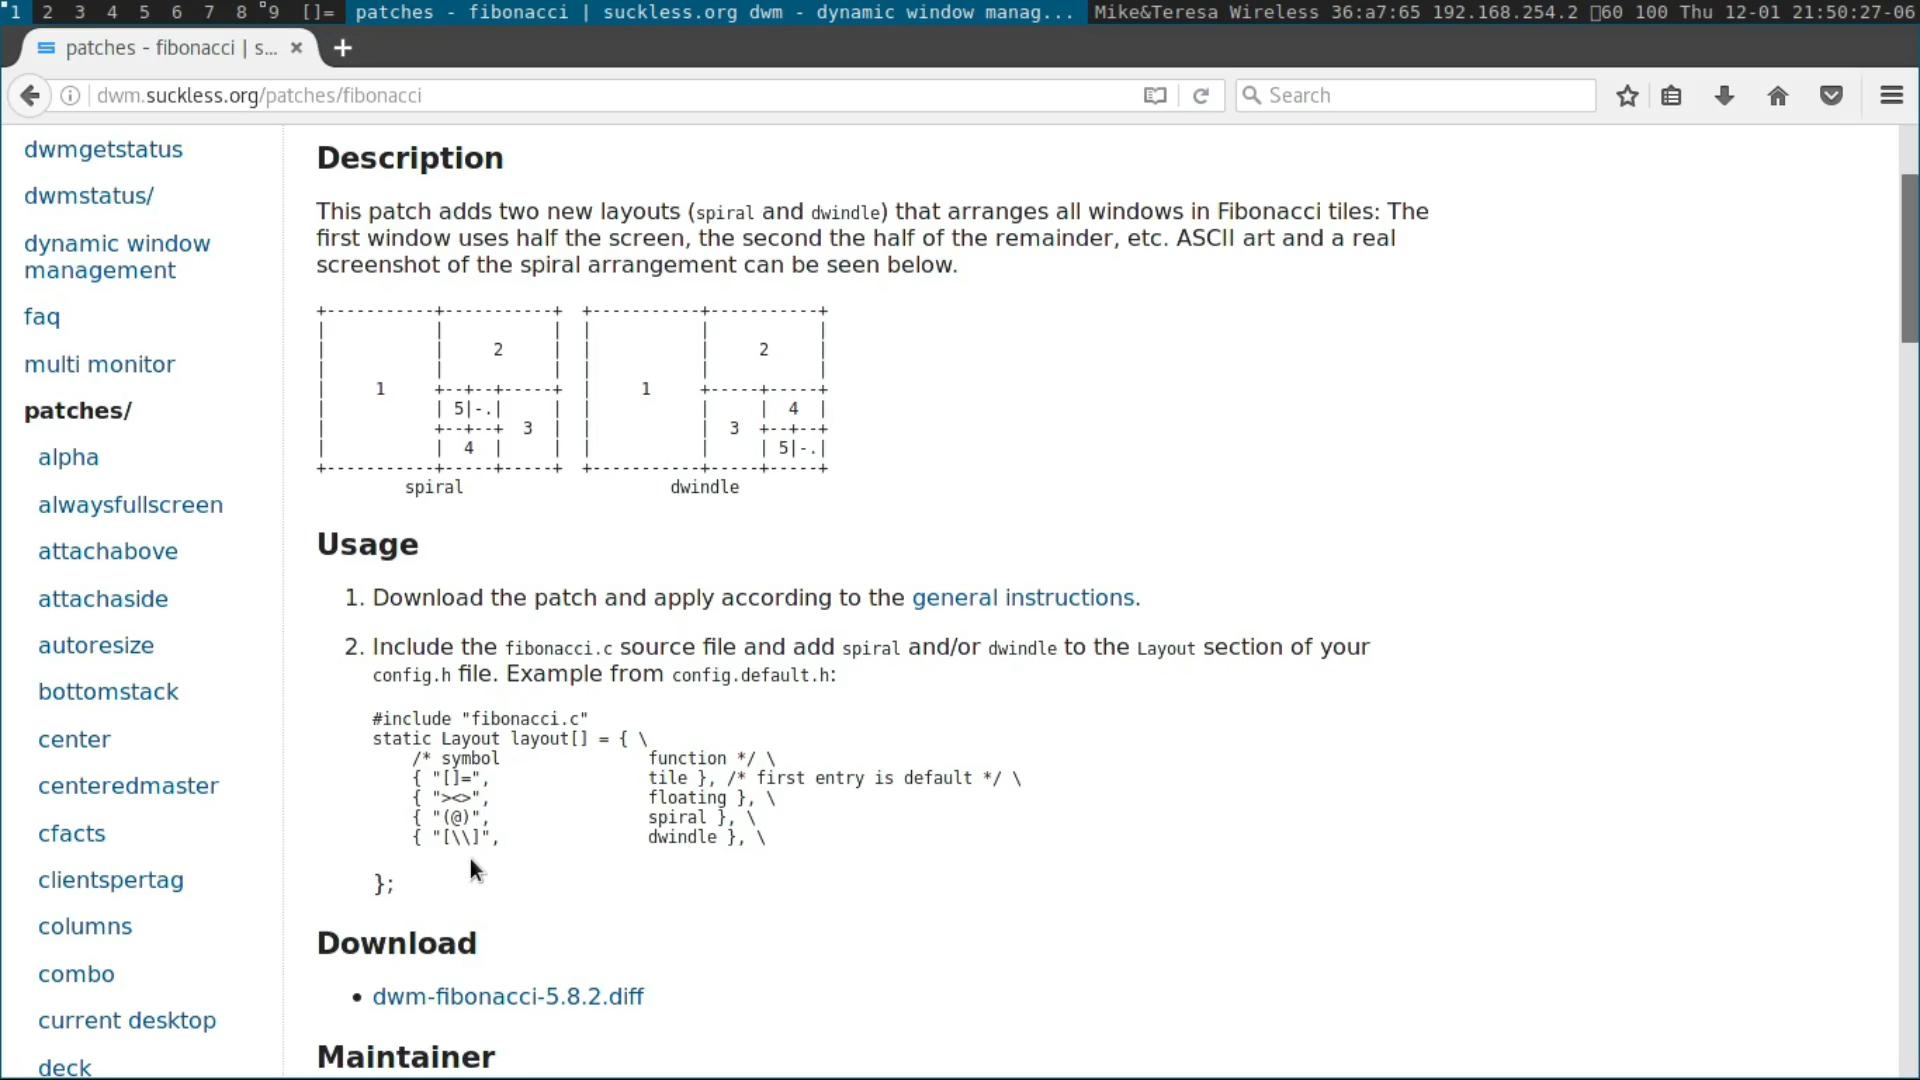 1 2 3 4 5 6 7 8 9 []= patches - fibonacci | suckless.org dwm - dynamic window manag... Mike&Teresa Wireless 36:a7:65 192.168.254.2 60 100 Thu 12-01 21:50:27-06
patches - fibonacci | s...
dwm.suckless.org/patches/fibonacci
Search
dwmgetstatus
dwmstatus/
dynamic window
management
faq
multi monitor
patches/
alpha
alwaysfullscreen
attachabove
attachaside
autoresize
bottomstack
center
centeredmaster
cfacts
clientspertag
columns
combo
current desktop
deck
Description
This patch adds two new layouts (spiral and dwindle) that arranges all windows in Fibonacci tiles: The
first window uses half the screen, the second the half of the remainder, etc. ASCII art and a real
screenshot of the spiral arrangement can be seen below.
+-----------+-----------+  +-----------+-----------+
|           |           |  |           |           |
|           |     2     |  |           |     2     |
|           |           |  |           |           |
|     1     +--+--+-----+  |     1     +-----+-----+
|           | 5|-.|     |  |           |     |  4  |
|           +--+--+  3  |  |           |  3  +--+--+
|           |  4  |     |  |           |     | 5|-.|
+-----------+-----+-----+  +-----------+-----+-----+
         spiral                     dwindle
Usage
1. Download the patch and apply according to the general instructions.
2. Include the fibonacci.c source file and add spiral and/or dwindle to the Layout section of your
config.h file. Example from config.default.h:
#include "fibonacci.c"
static Layout layout[] = { \
    /* symbol               function */ \
    { "[]=",                tile }, /* first entry is default */ \
    { "><>",                floating }, \
    { "(@)",                spiral }, \
    { "[\\]",               dwindle }, \
};
Download
• dwm-fibonacci-5.8.2.diff
Maintainer